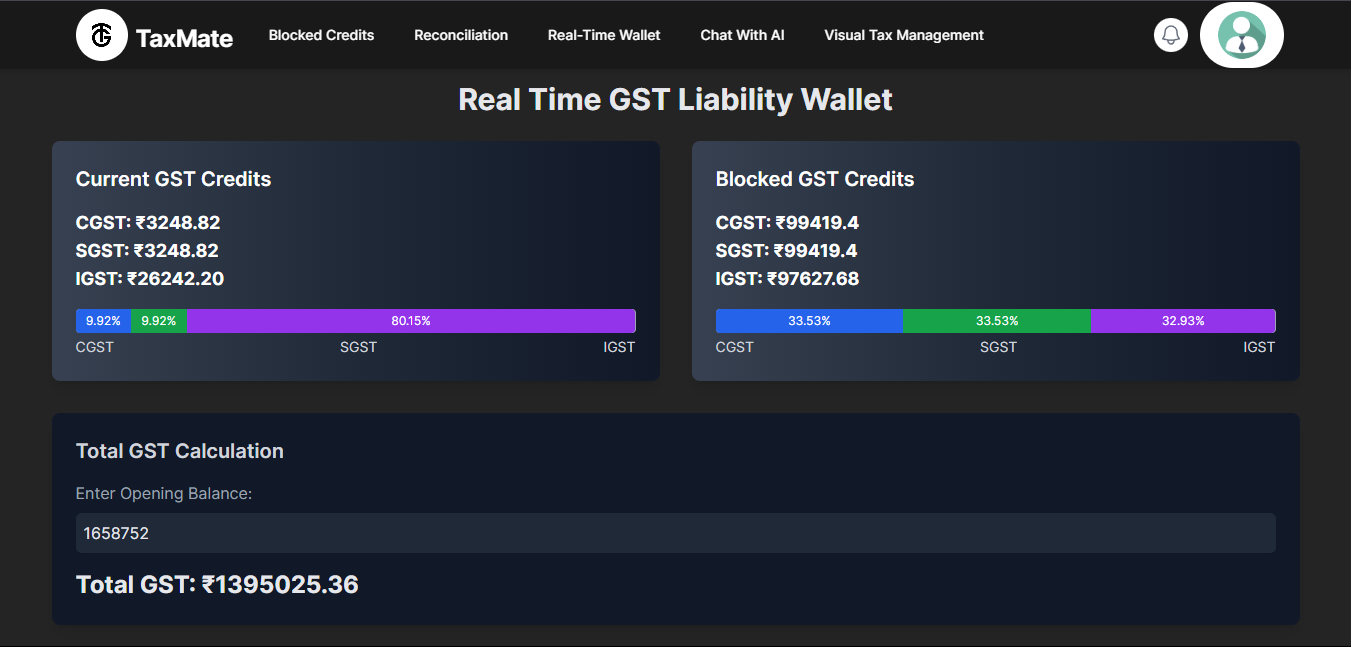 TaxMate
Blocked Credits
Reconciliation
Real-Time Wallet
Chat With AI
Visual Tax Management
Real Time GST Liability Wallet
Current GST Credits
CGST: ₹3248.82
SGST: ₹3248.82
IGST: ₹26242.20
9.92%
9.92%
80.15%
CGST
SGST
IGST
Blocked GST Credits
CGST: ₹99419.4
SGST: ₹99419.4
IGST: ₹97627.68
33.53%
33.53%
32.93%
CGST
SGST
IGST
Total GST Calculation
Enter Opening Balance:
1658752
Total GST: ₹1395025.36